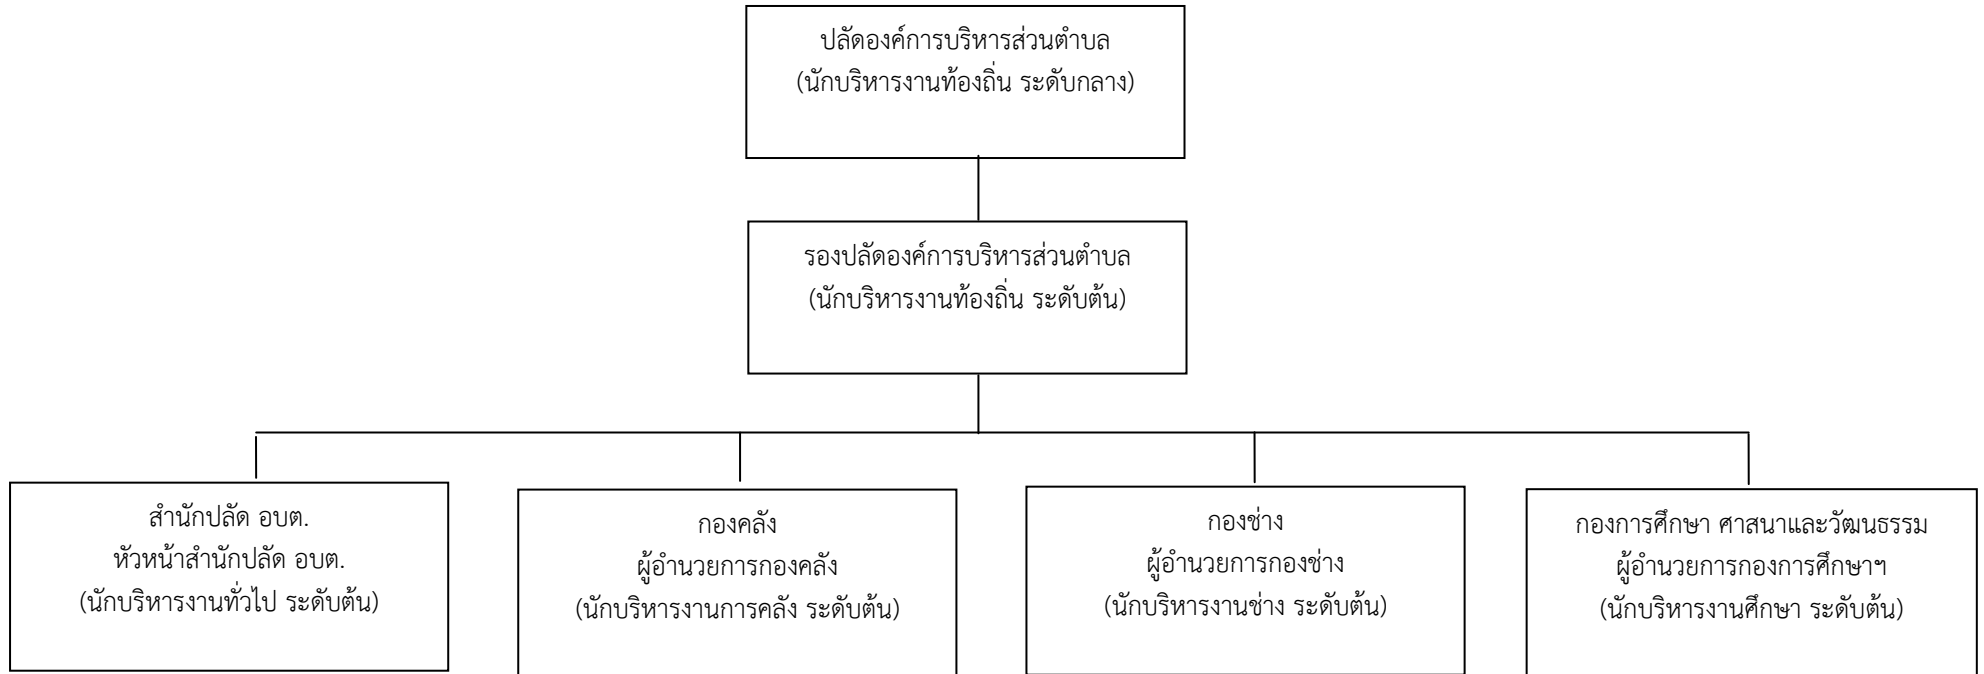 ปลัดองค์การบริหารส่วนตำบล
(นักบริหารงานท้องถิ่น ระดับกลาง)
รองปลัดองค์การบริหารส่วนตำบล
(นักบริหารงานท้องถิ่น ระดับต้น)
สำนักปลัด อบต.
หัวหน้าสำนักปลัด อบต.
(นักบริหารงานทั่วไป ระดับต้น)
กองคลัง
ผู้อำนวยการกองคลัง
(นักบริหารงานการคลัง ระดับต้น)
กองช่าง
ผู้อำนวยการกองช่าง
(นักบริหารงานช่าง ระดับต้น)
กองการศึกษา ศาสนาและวัฒนธรรม
ผู้อำนวยการกองการศึกษาฯ
(นักบริหารงานศึกษา ระดับต้น)